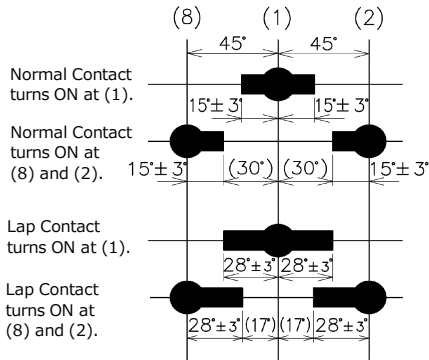 (8) (1) (2)
45° 45°
Normal Contact
turns ON at (1).
15°± 3° 15°± 3°
Normal Contact
turns ON at
(8) and (2).
15°± 3° (30°) (30°) 15°± 3°
Lap Contact
turns ON at (1).
28°±3° 28°±3°
Lap Contact
turns ON at
(8) and (2).
28°±3° (17°) (17°) 28°±3°